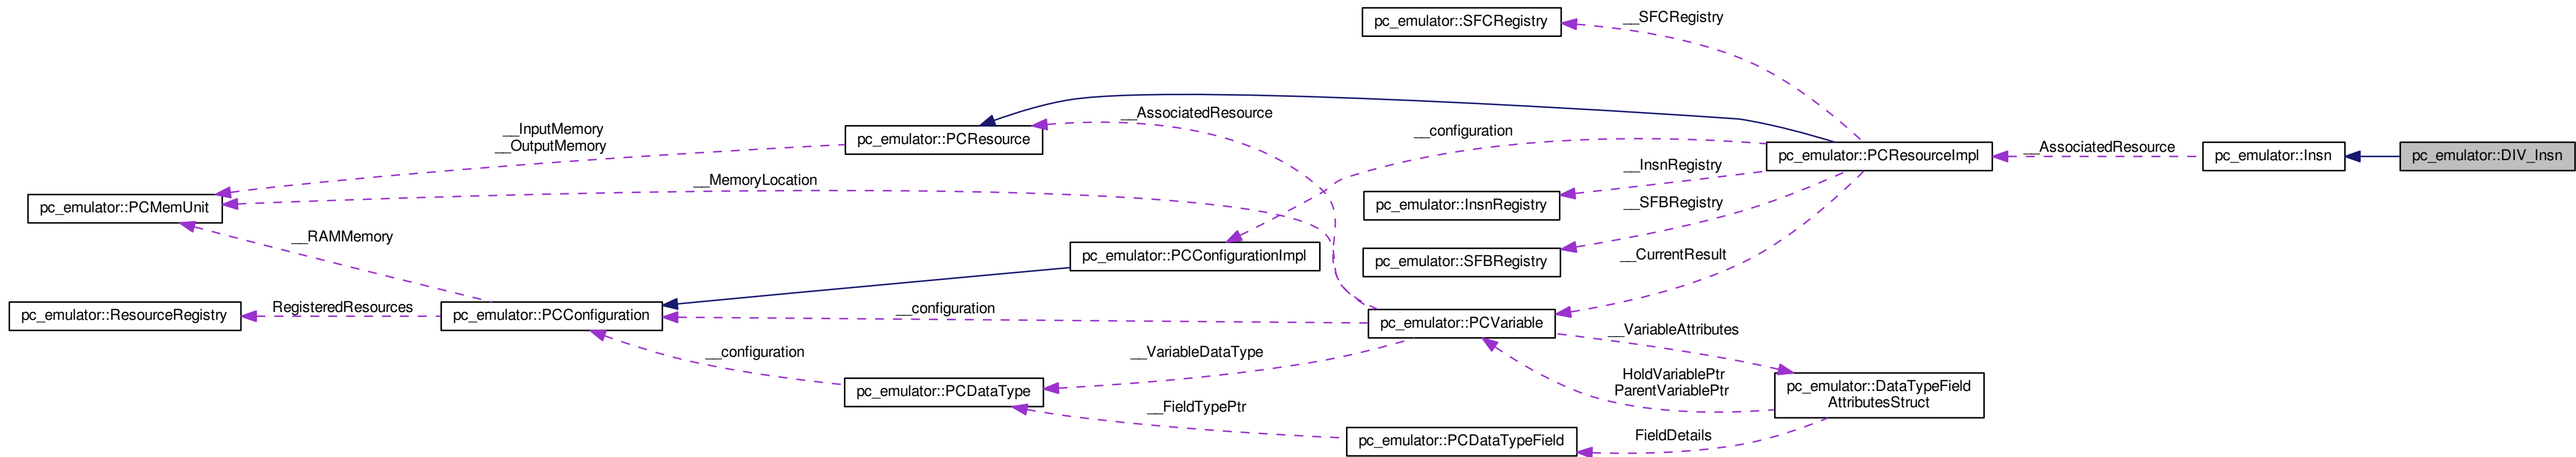 pc_emulator::SFCRegistry
__SFCRegistry
__AssociatedResource
__InputMemory
__OutputMemory
pc_emulator::PCResource
__configuration
pc_emulator::PCResourceImpl
__AssociatedResource
pc_emulator::Insn
pc_emulator::DIV_Insn
__InsnRegistry
__MemoryLocation
pc_emulator::PCMemUnit
pc_emulator::InsnRegistry
__SFBRegistry
__RAMMemory
pc_emulator::PCConfigurationImpl
pc_emulator::SFBRegistry
__CurrentResult
pc_emulator::ResourceRegistry
RegisteredResources
pc_emulator::PCConfiguration
__configuration
pc_emulator::PCVariable
__VariableAttributes
__configuration
__VariableDataType
HoldVariablePtr
ParentVariablePtr
pc_emulator::PCDataType
pc_emulator::DataTypeField
AttributesStruct
__FieldTypePtr
pc_emulator::PCDataTypeField
FieldDetails